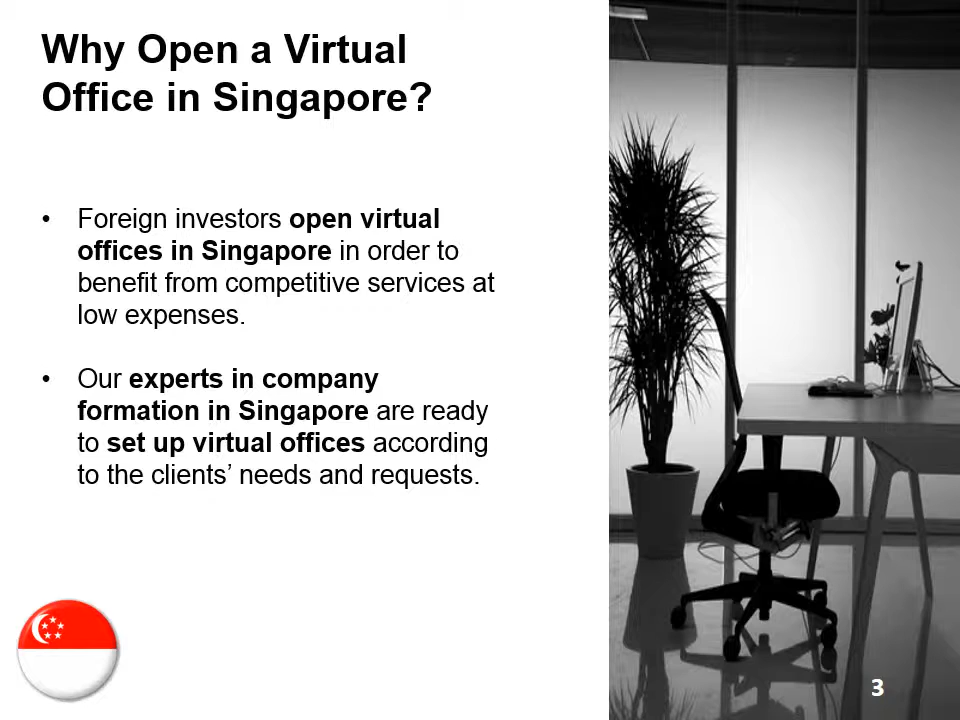 Why Open a Virtual
Office in Singapore?
• Foreign investors open virtual
offices in Singapore in order to
benefit from competitive services at
low expenses.
• Our experts in company
formation in Singapore are ready
to set up virtual offices according
to the clients’ needs and requests.
3